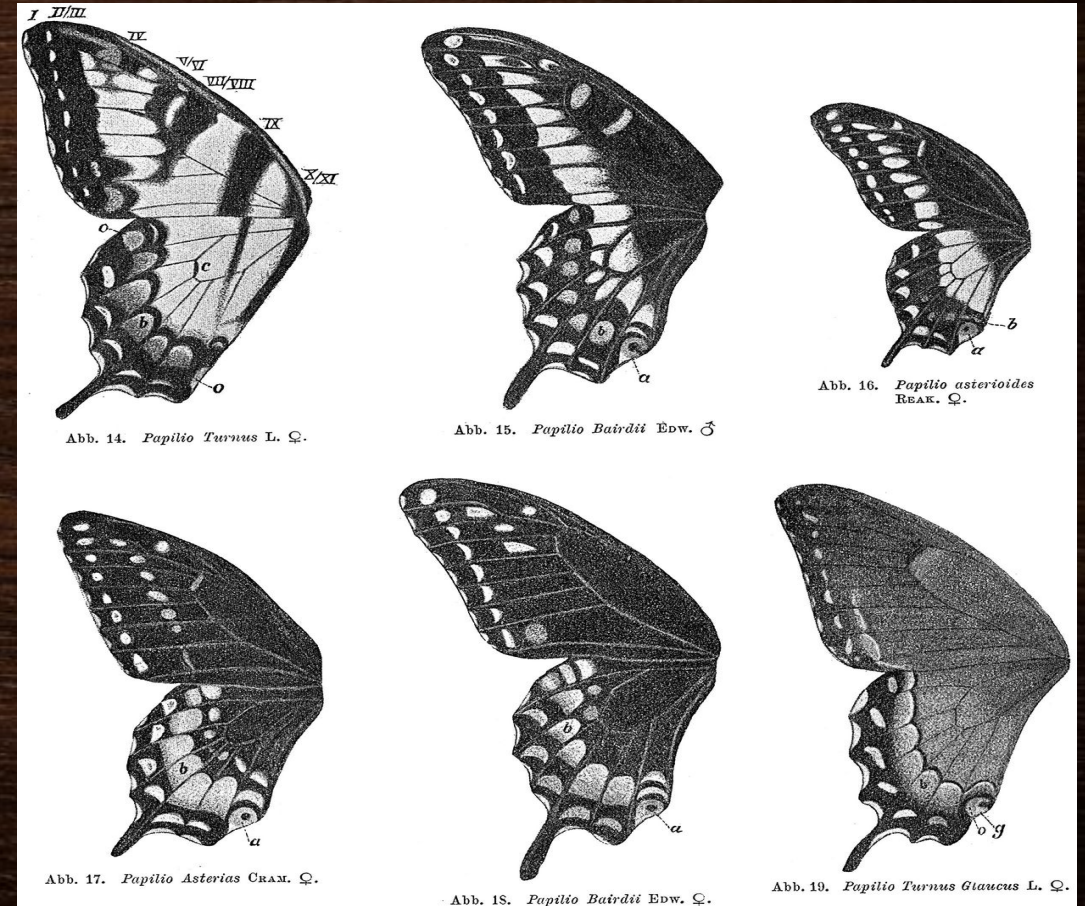 I II/III
IV
V/VI
VII/VIII
IX
X/XI
o
c
b
o
Abb. 14. Papilio Turnus L. ♀.
b
a
Abb. 15. Papilio Bairdii Edw. ♂
b
a
Abb. 16. Papilio asterioides
Reak. ♀.
b
a
Abb. 17. Papilio Asterias Cram. ♀.
b
a
Abb. 18. Papilio Bairdii Edw. ♀.
b
o g
Abb. 19. Papilio Turnus Glaucus L. ♀.